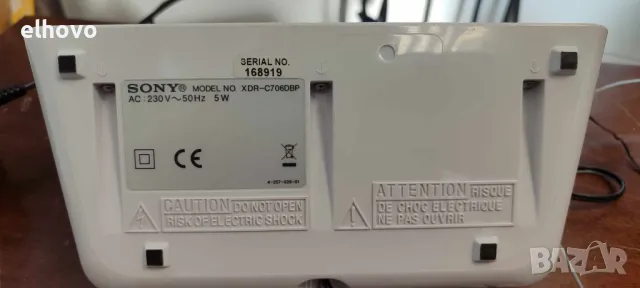 elhovo
SERIAL NO.
168919
SONY® MODEL NO. XDR-C706DBP
AC: 230V~50Hz 5W
CE
CAUTION DO NOT OPEN
RISK OF ELECTRIC SHOCK
ATTENTION RISQUE
DE CHOC ELECTRIQUE
NE PAS OUVRIR
BAZAR